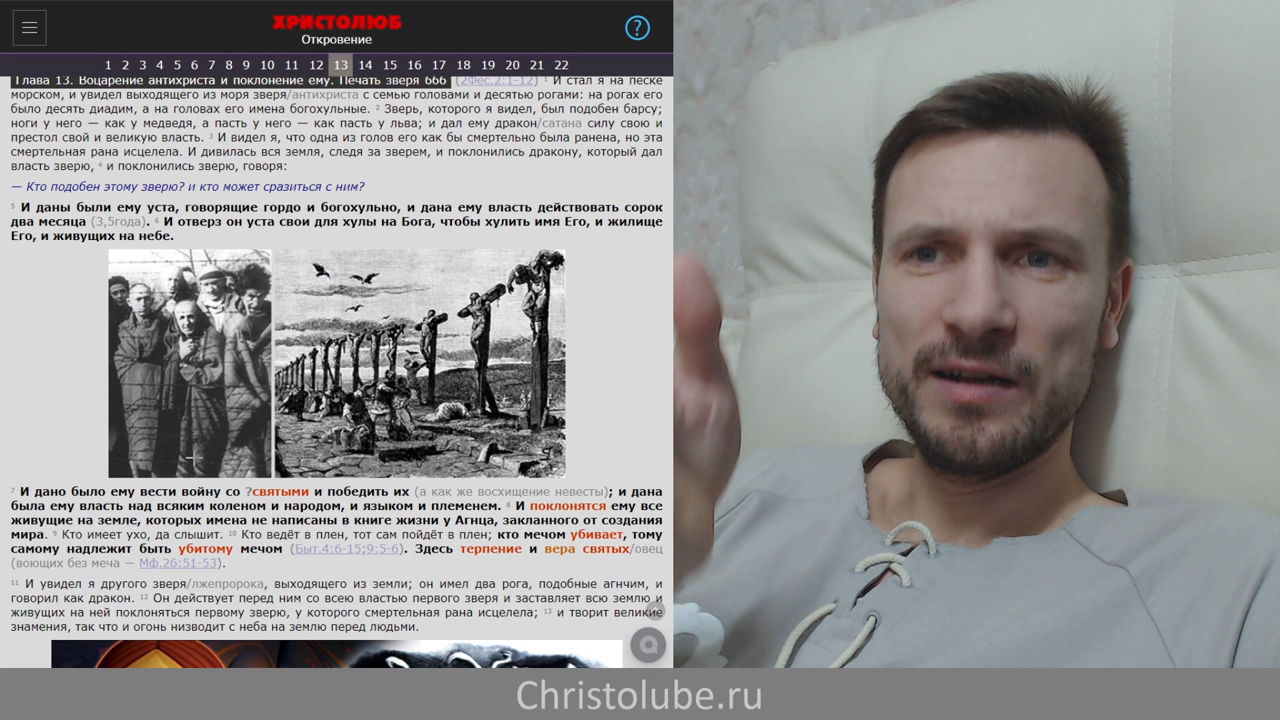 ХРИСТОЛЮБ
Откровение
1 2 3 4 5 6 7 8 9 10 11 12 13 14 15 16 17 18 19 20 21 22
Глава 13. Воцарение антихриста и поклонение ему. Печать зверя 666 (2Фес.2:1-12) 1 И стал я на песке
морском, и увидел выходящего из моря зверя/антихриста с семью головами и десятью рогами: на рогах его
было десять диадим, а на головах его имена богохульные. 2 Зверь, которого я видел, был подобен барсу;
ноги у него — как у медведя, а пасть у него — как пасть у льва; и дал ему дракон/сатана силу свою и
престол свой и великую власть. 3 И видел я, что одна из голов его как бы смертельно была ранена, но эта
смертельная рана исцелела. И дивилась вся земля, следя за зверем, и поклонились дракону, который дал
власть зверю, 4 и поклонились зверю, говоря:
— Кто подобен этому зверю? и кто может сразиться с ним?
5 И даны были ему уста, говорящие гордо и богохульно, и дана ему власть действовать сорок
два месяца (3,5года). 6 И отверз он уста свои для хулы на Бога, чтобы хулить имя Его, и жилище
Его, и живущих на небе.
7 И дано было ему вести войну со ?святыми и победить их (а как же восхищение невесты); и дана
была ему власть над всяким коленом и народом, и языком и племенем. 8 И поклонятся ему все
живущие на земле, которых имена не написаны в книге жизни у Агнца, закланного от создания
мира. 9 Кто имеет ухо, да слышит. 10 Кто ведёт в плен, тот сам пойдёт в плен; кто мечом убивает, тому
самому надлежит быть убитому мечом (Быт.4:6-15;9:5-6). Здесь терпение и вера святых/овец
(воющих без меча — Мф.26:51-53).
11 И увидел я другого зверя/лжепророка, выходящего из земли; он имел два рога, подобные агнчим, и
говорил как дракон. 12 Он действует перед ним со всею властью первого зверя и заставляет всю землю и
живущих на ней поклоняться первому зверю, у которого смертельная рана исцелела; 13 и творит великие
знамения, так что и огонь низводит с неба на землю перед людьми.
Christolube.ru